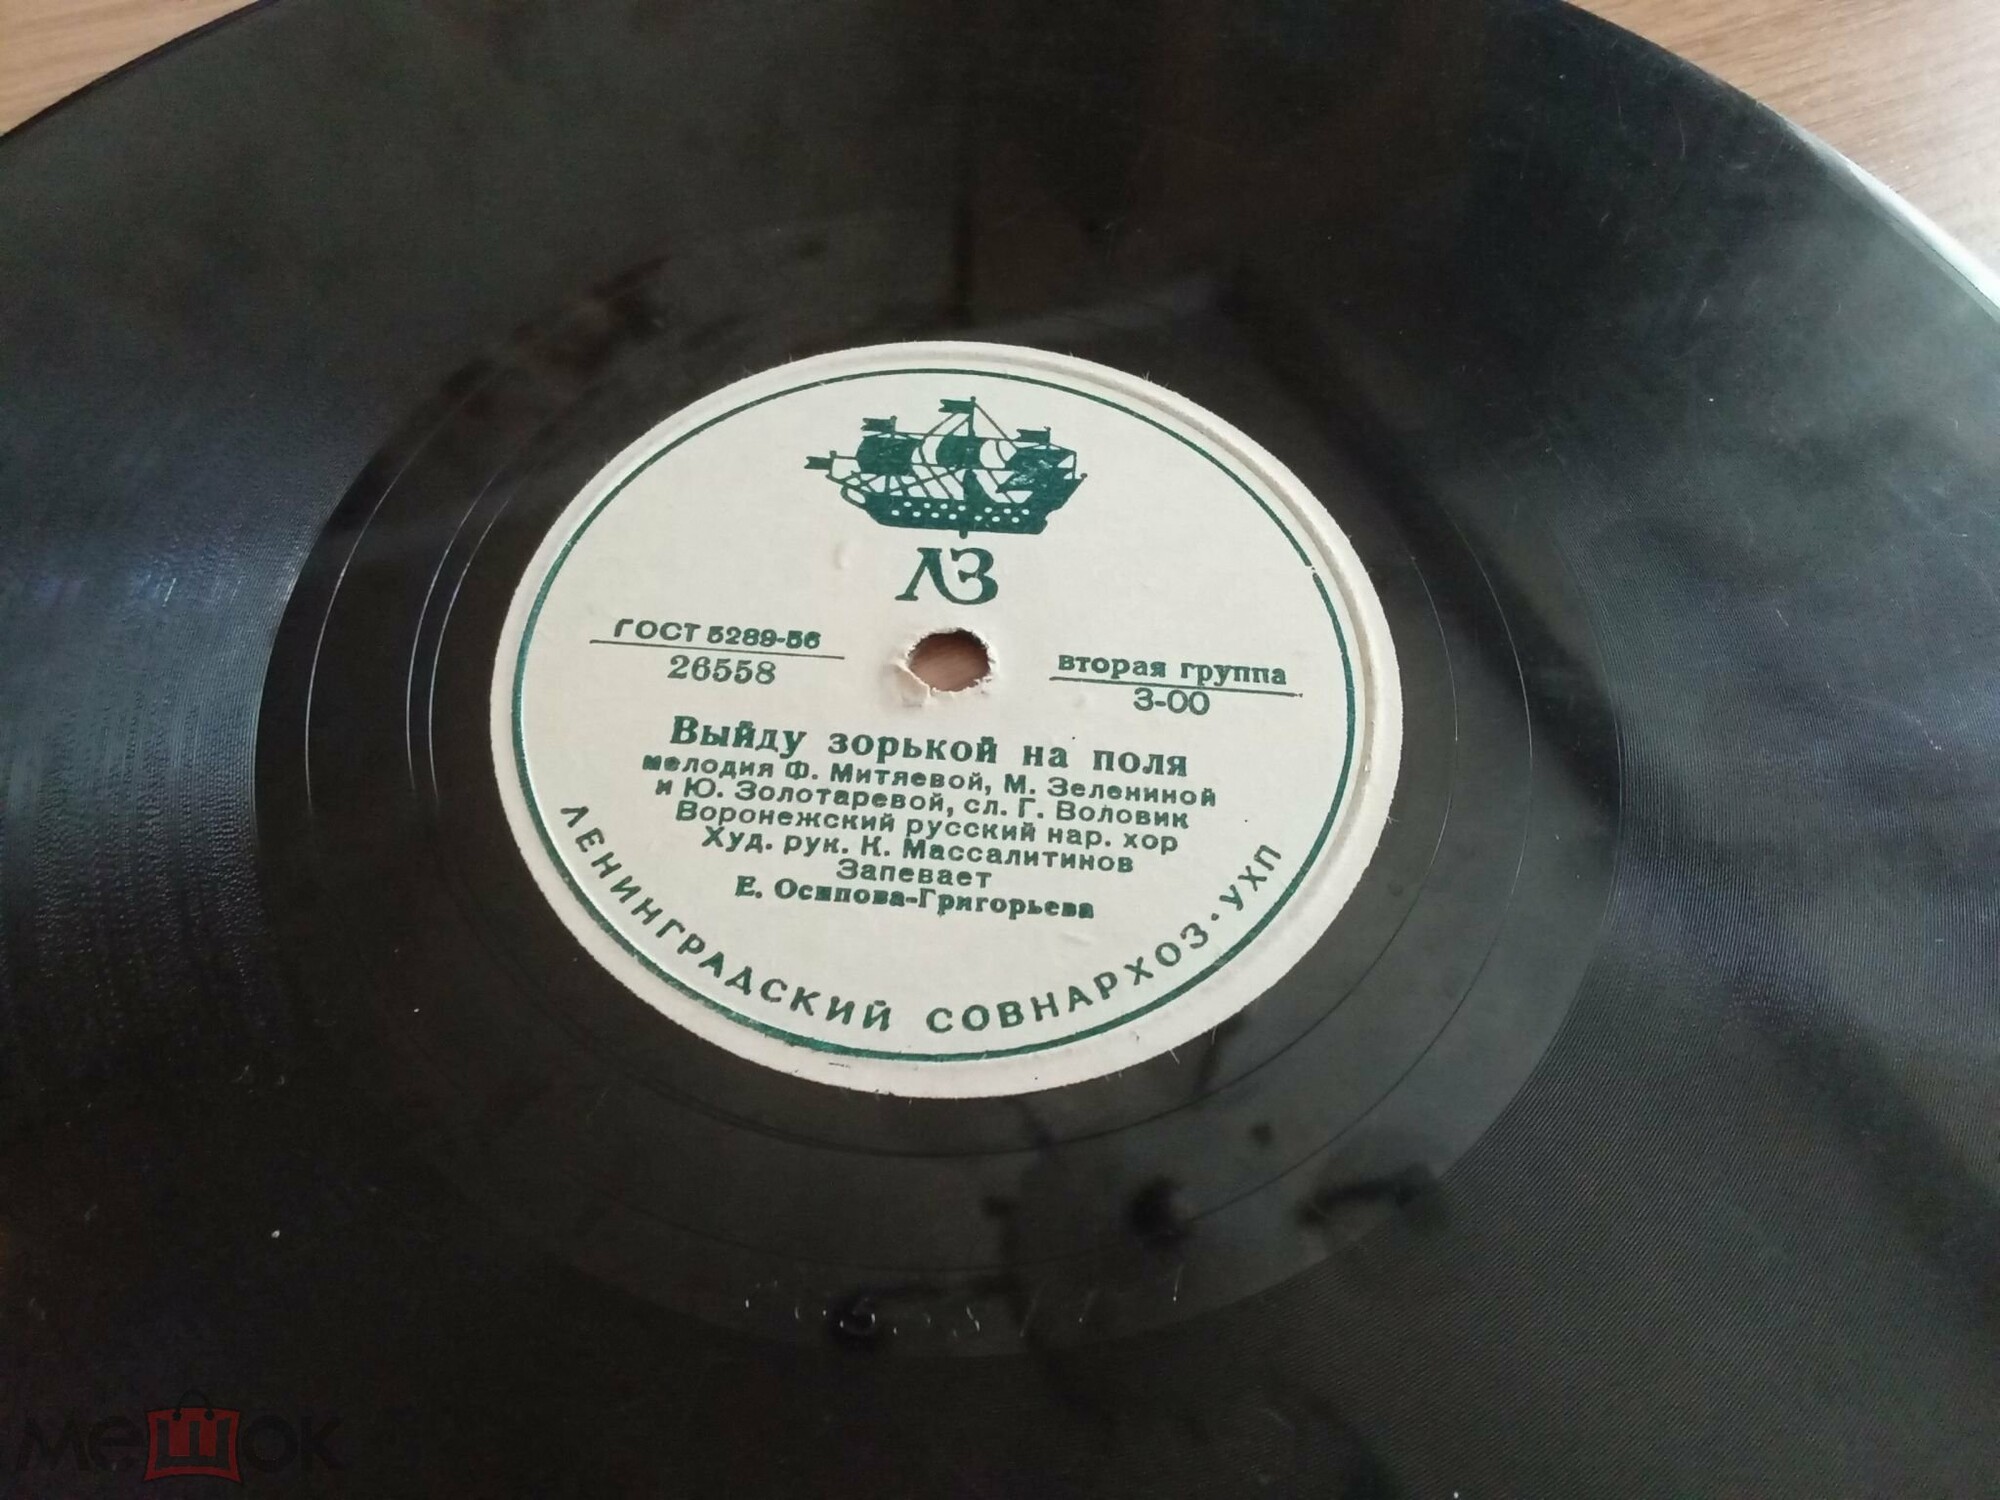 ЛЗ
ГОСТ 5289-56
26558
вторая группа
3-00
Выйду зорькой на поля
мелодия Ф. Митяевой, М. Зелениной
и Ю. Золотаревой, сл. Г. Воловик
Воронежский русский нар. хор
Худ. рук. К. Массалитинов
Запевает
Е. Осипова-Григорьева
ЛЕНИНГРАДСКИЙ СОВНАРХОЗ·УХП
мешок